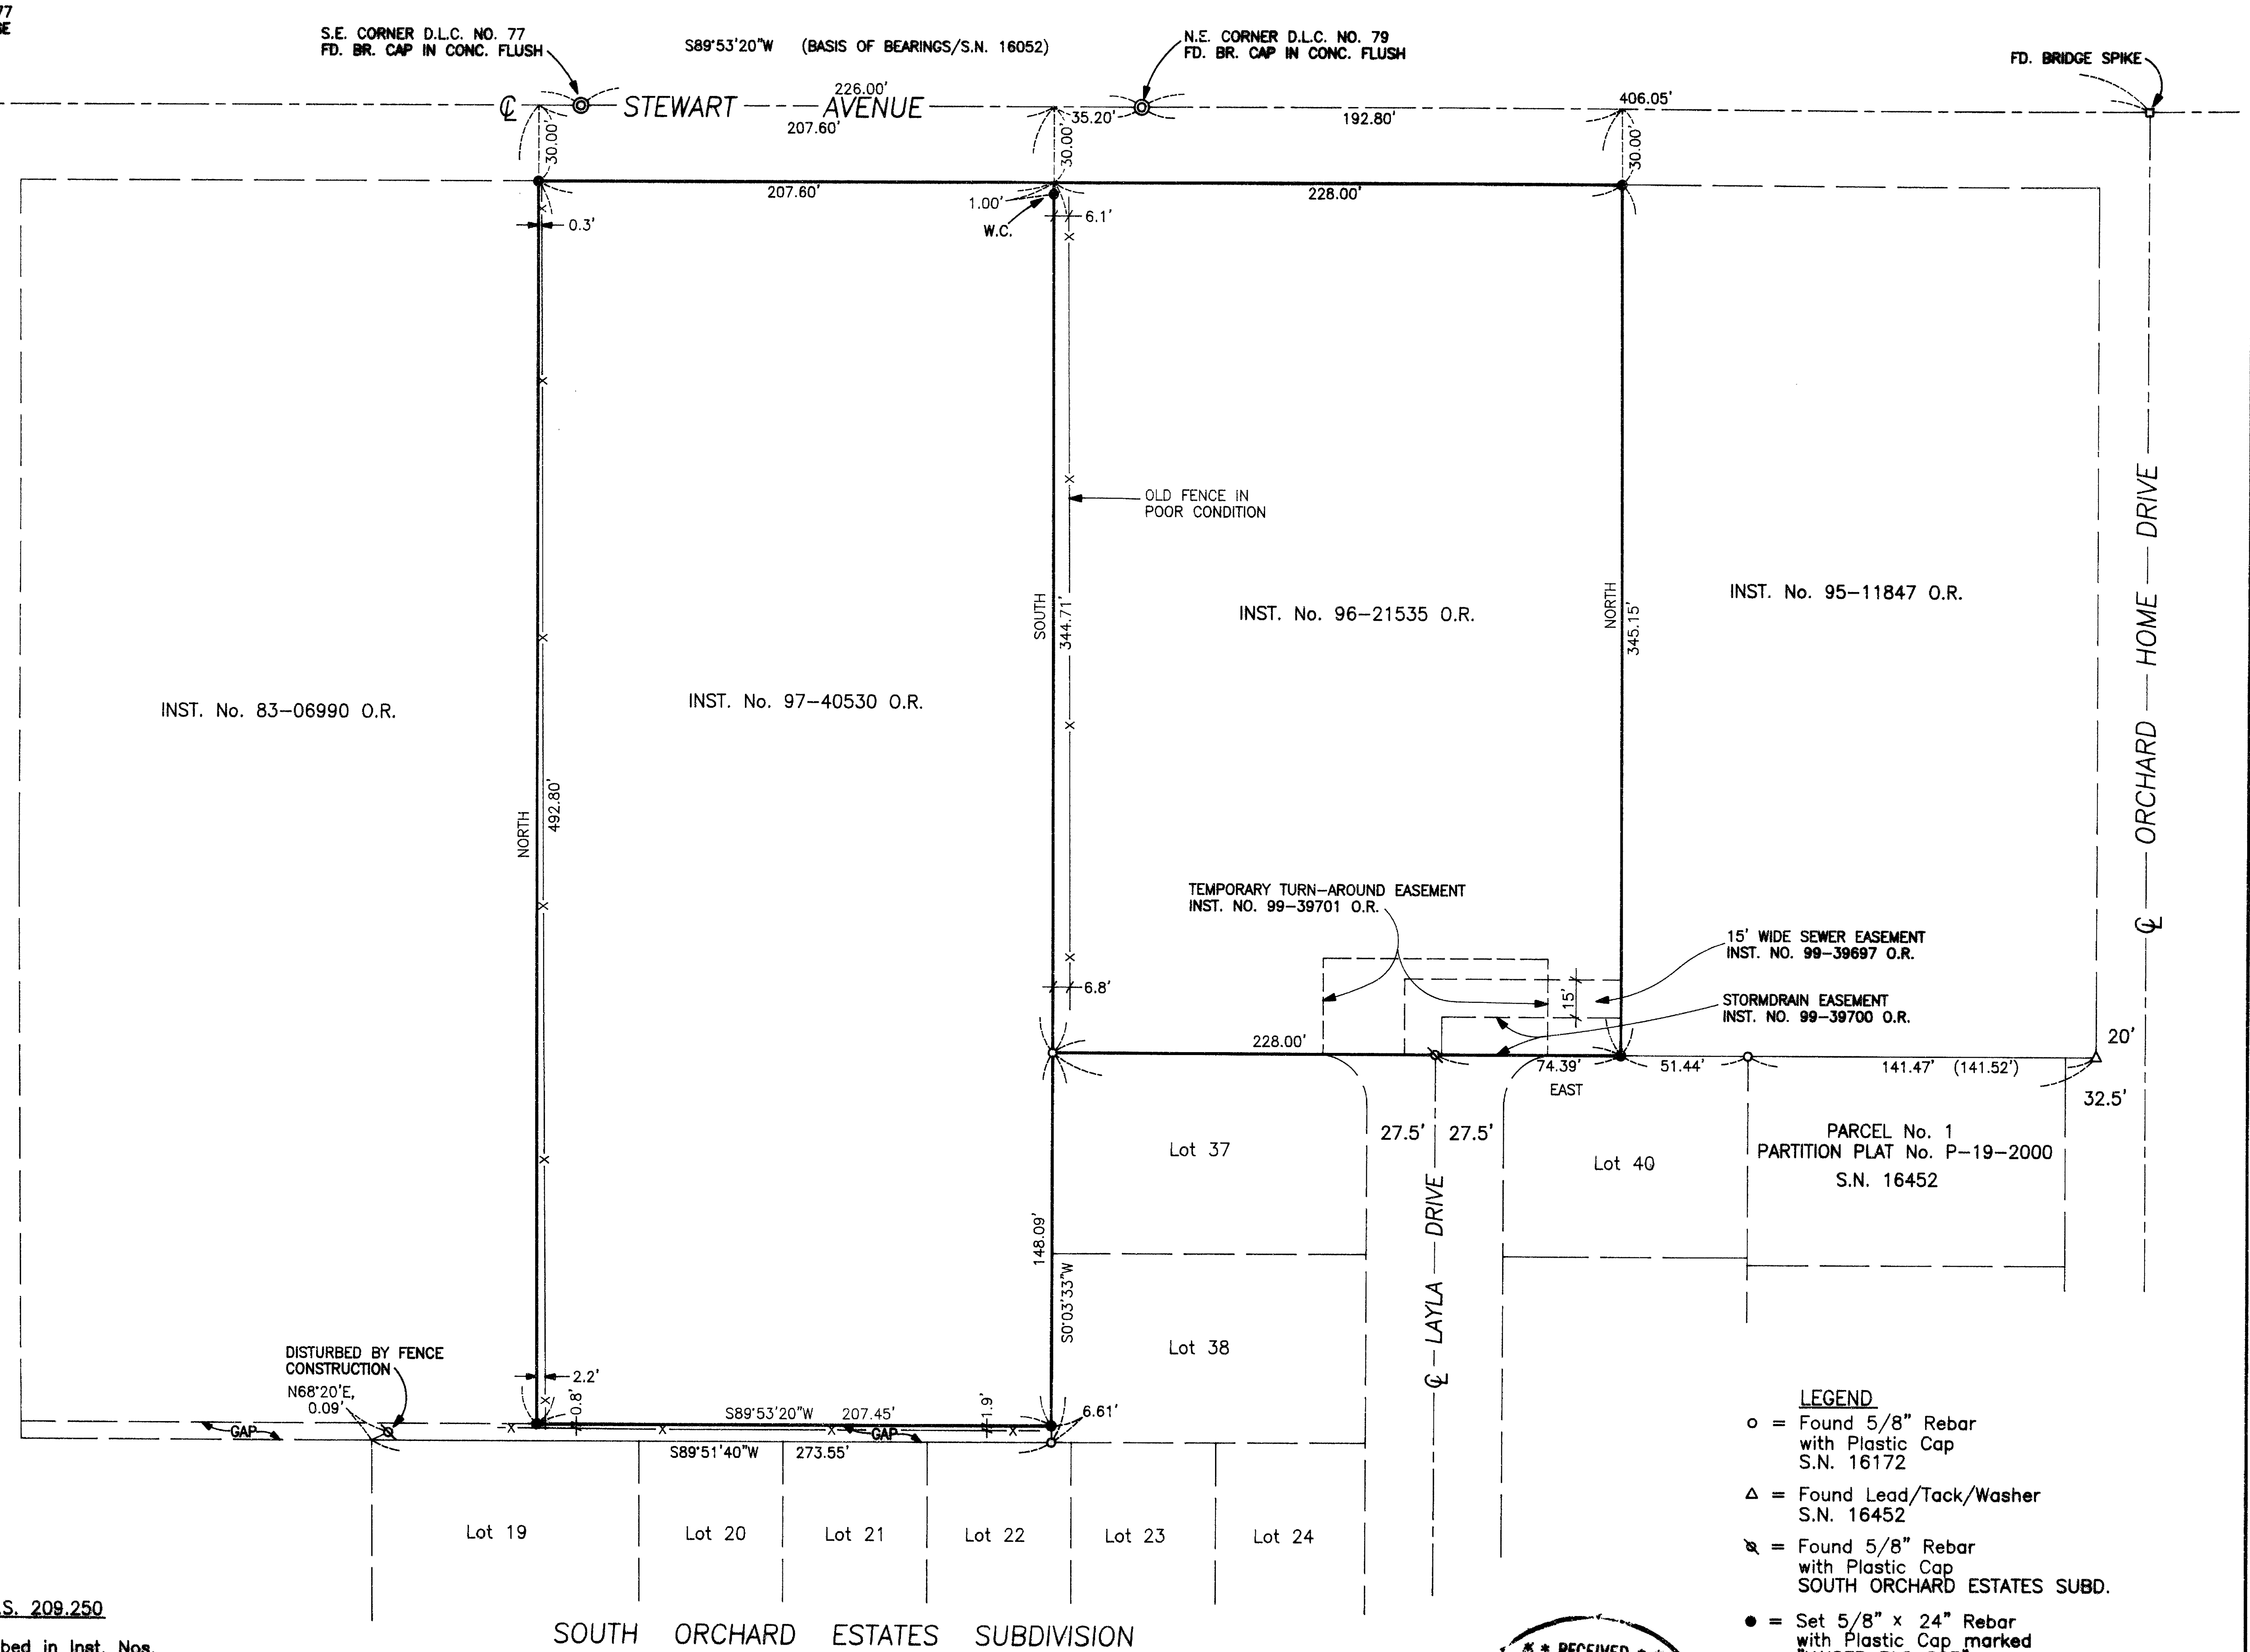 77
S.E. CORNER D.L.C. NO. 77
FD. BR. CAP IN CONC. FLUSH
S89°53'20"W (BASIS OF BEARINGS/S.N. 16052)
N.E. CORNER D.L.C. NO. 79
FD. BR. CAP IN CONC. FLUSH
FD. BRIDGE SPIKE
℄ STEWART AVENUE
226.00'
207.60'
35.20'
192.80'
406.05'
30.00'
30.00'
30.00'
207.60'
228.00'
0.3'
1.00'
W.C.
6.1'
OLD FENCE IN
POOR CONDITION
SOUTH
344.71'
NORTH
345.15'
INST. No. 95-11847 O.R.
INST. No. 96-21535 O.R.
INST. No. 97-40530 O.R.
INST. No. 83-06990 O.R.
NORTH
492.80'
℄ ORCHARD HOME DRIVE
TEMPORARY TURN-AROUND EASEMENT
INST. NO. 99-39701 O.R.
15' WIDE SEWER EASEMENT
INST. NO. 99-39697 O.R.
15'
STORMDRAIN EASEMENT
INST. NO. 99-39700 O.R.
6.8'
228.00'
74.39'
EAST
51.44'
141.47' (141.52')
20'
32.5'
27.5'
27.5'
Lot 37
Lot 40
PARCEL No. 1
PARTITION PLAT No. P-19-2000
S.N. 16452
℄ LAYLA DRIVE
148.09'
S0°03'33"W
Lot 38
DISTURBED BY FENCE
CONSTRUCTION
N68°20'E,
0.09'
2.2'
0.8'
S89°53'20"W 207.45'
1.9'
6.61'
GAP
GAP
S89°51'40"W 273.55'
Lot 19
Lot 20
Lot 21
Lot 22
Lot 23
Lot 24
SOUTH ORCHARD ESTATES SUBDIVISION
LEGEND
○ = Found 5/8" Rebar
with Plastic Cap
S.N. 16172
△ = Found Lead/Tack/Washer
S.N. 16452
= Found 5/8" Rebar
with Plastic Cap
SOUTH ORCHARD ESTATES SUBD.
● = Set 5/8" x 24" Rebar
with Plastic Cap marked
.S. 209.250
bed in Inst. Nos.
* * RECEIVED *